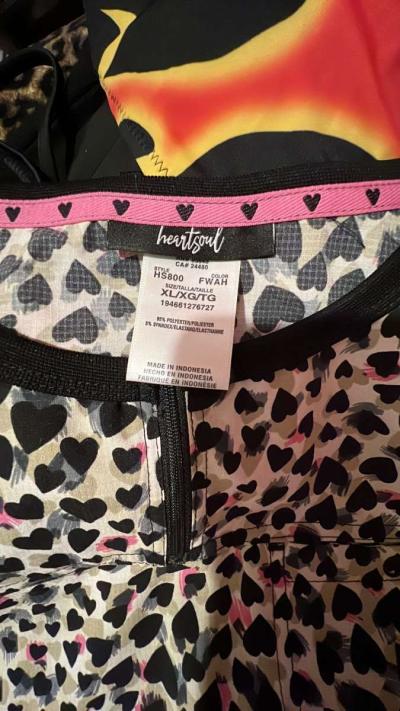 heartsoul
CA# 24480
STYLE COLOR
HS800 FWAH
SIZE/TALLA/TAILLE
XL/XG/TG
194661276727
95% POLYESTER/POLIESTER
5% SPANDEX/ELASTANO/ELASTHANNE
MADE IN INDONESIA
HECHO EN INDONESIA
FABRIQUÉ EN INDONÉSIE